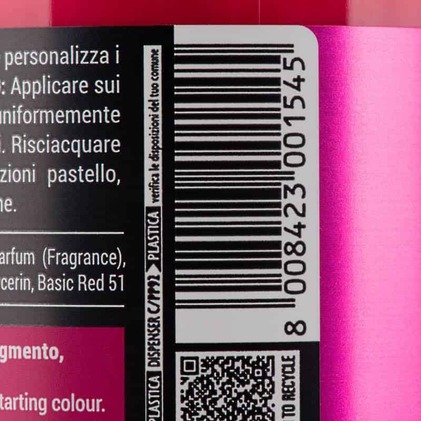 personalizza i
: Applicare sui
uniformemente
i. Risciacquare
zioni pastello,
ne.
arfum (Fragrance),
cerin, Basic Red 51
gmento,
tarting colour.
PLASTICA DISPENSER C/PP92 PLASTICA verifica le disposizioni del tuo comune
8 008423 001545
TO RECYCLE